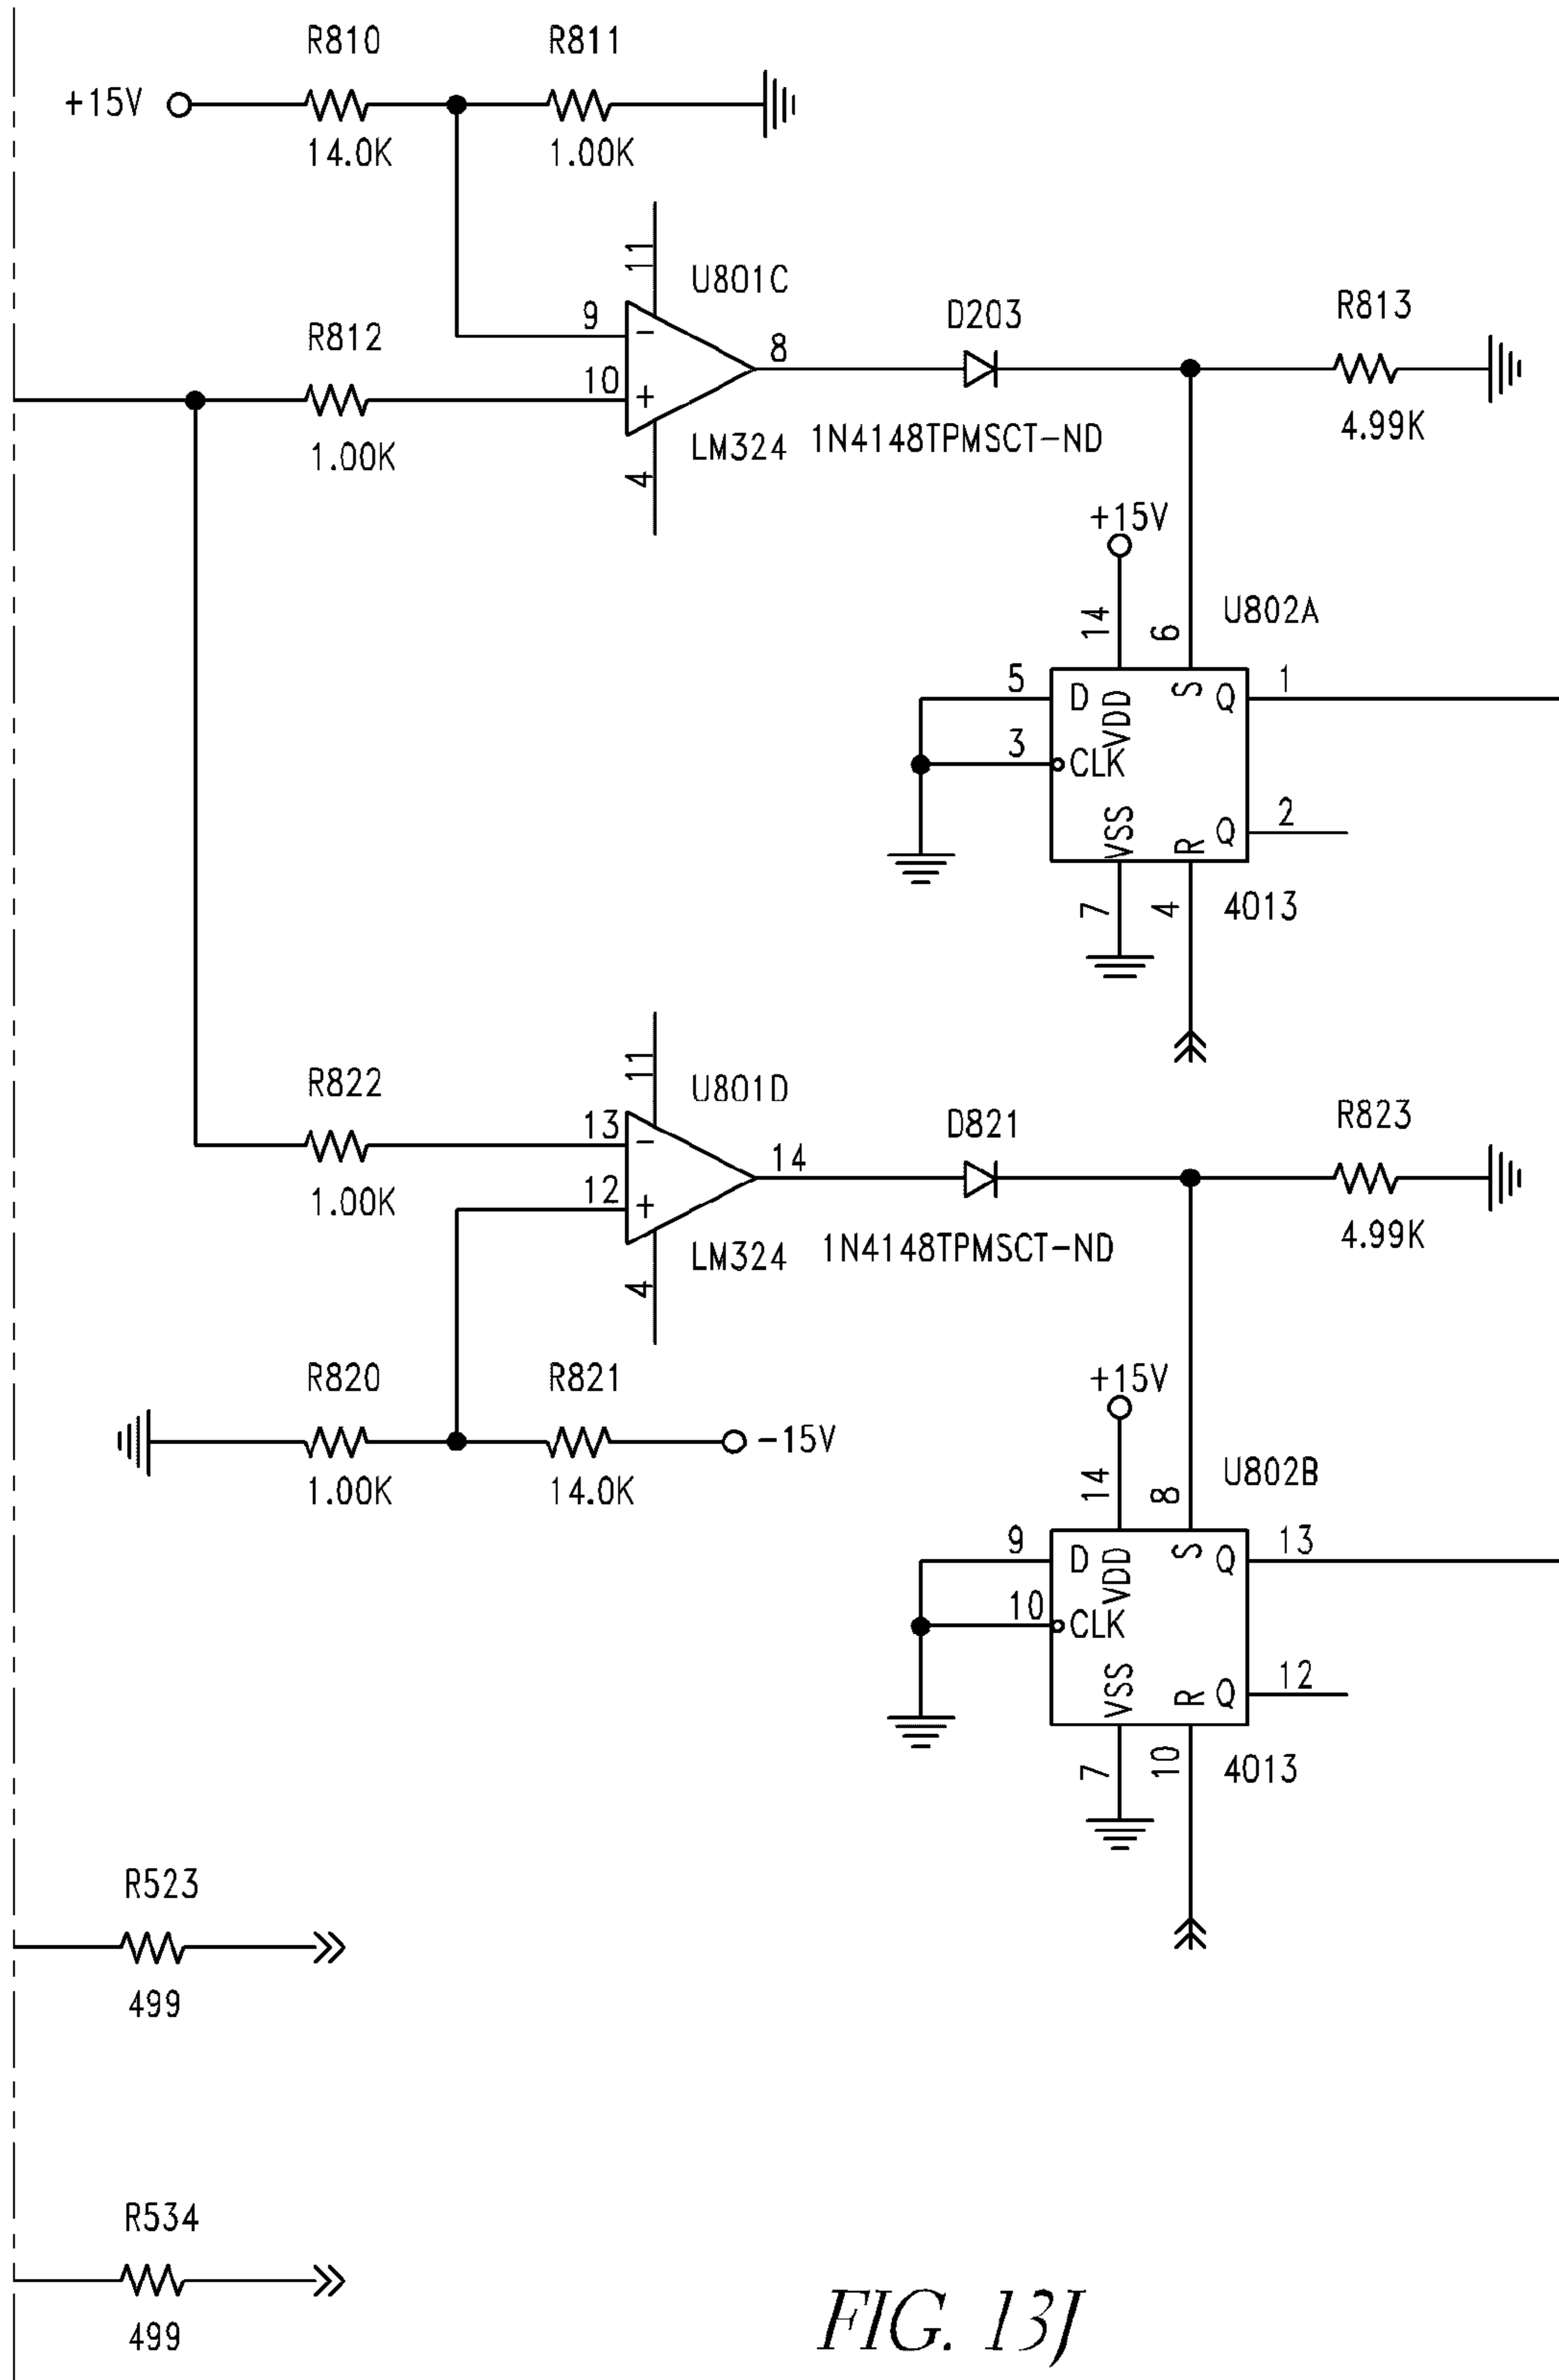 R810 R811
+15V
14.0K 1.00K
11
U801C
9 −
8
D203
R813
R812
10 +
1.00K
4
LM324
1N4148TPMSCT-ND
4.99K
+15V
14
6
U802A
5 D VDD S Q 1
3 CLK
VSS R Q 2
7
4
4013
11
U801D
R822
13 −
14
D821
R823
1.00K
12 +
4
LM324
1N4148TPMSCT-ND
4.99K
R820 R821
-15V
1.00K 14.0K
+15V
14
8
U802B
9 D VDD S Q 13
10 CLK
VSS R Q 12
7
10
4013
R523
499
R534
499
FIG. 13J